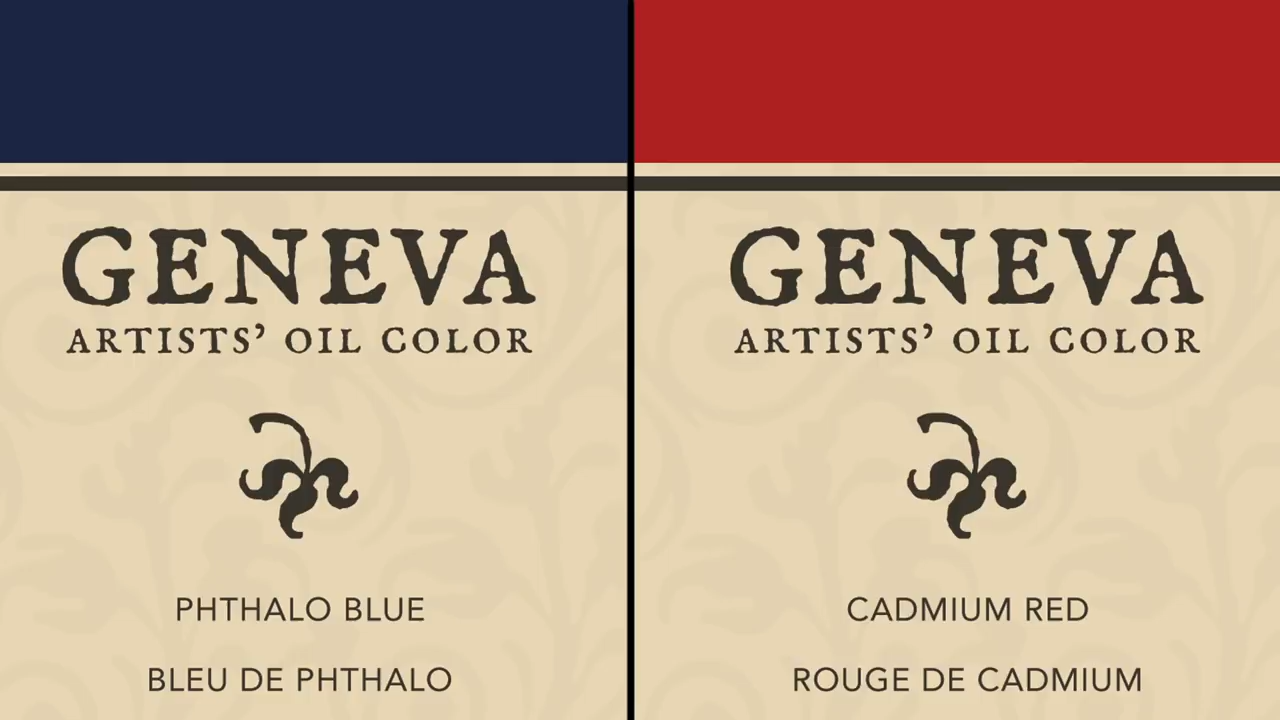 GENEVA
ARTISTS’ OIL COLOR
PHTHALO BLUE
BLEU DE PHTHALO
GENEVA
ARTISTS’ OIL COLOR
CADMIUM RED
ROUGE DE CADMIUM